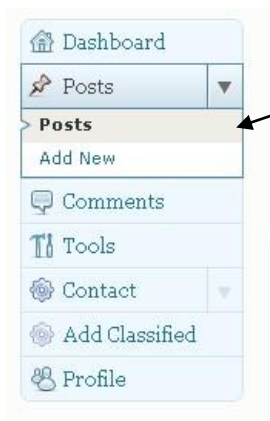 Dashboard
Posts
Posts
Add New
Comments
Tools
Contact
Add Classified
Profile